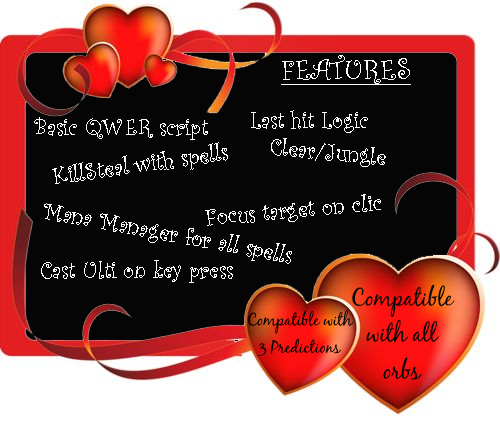 FEATURES
Basic QWER script
Last hit Logic
KillSteal with spells
Clear/Jungle
Mana Manager for all spells
Focus target on clic
Cast Ulti on key press
Compatible with
3 Predictions
Compatible
with all
orbs